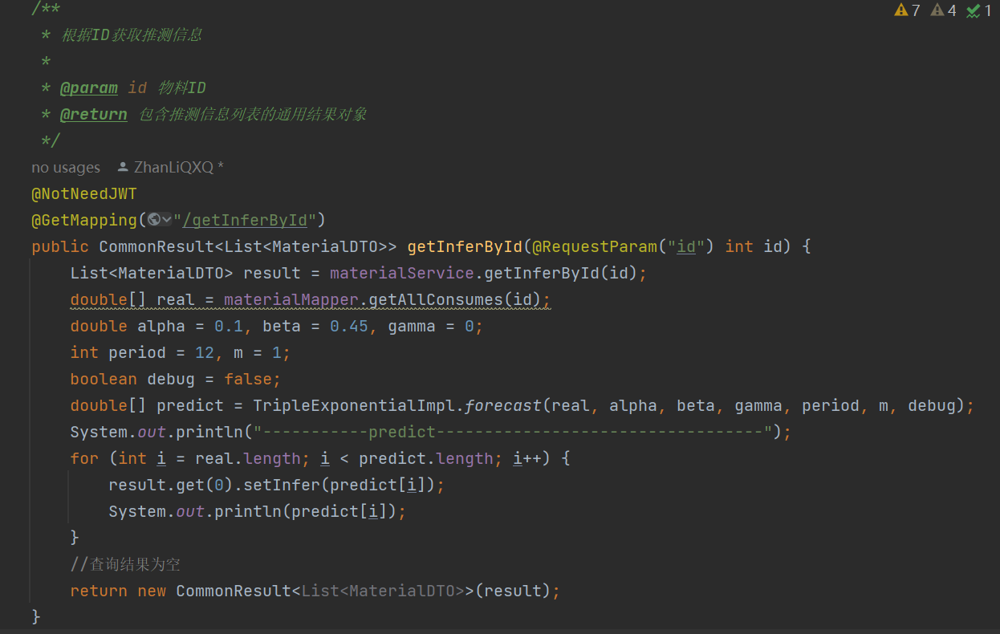 /**
 * 根据ID获取推测信息
 *
 * @param id 物料ID
 * @return 包含推测信息列表的通用结果对象
 */
7 4 1
no usages ZhanLiQXQ *
@NotNeedJWT
@GetMapping("/getInferById")
public CommonResult<List<MaterialDTO>> getInferById(@RequestParam("id") int id) {
    List<MaterialDTO> result = materialService.getInferById(id);
    double[] real = materialMapper.getAllConsumes(id);
    double alpha = 0.1, beta = 0.45, gamma = 0;
    int period = 12, m = 1;
    boolean debug = false;
    double[] predict = TripleExponentialImpl.forecast(real, alpha, beta, gamma, period, m, debug);
    System.out.println("-----------predict----------------------------------");
    for (int i = real.length; i < predict.length; i++) {
        result.get(0).setInfer(predict[i]);
        System.out.println(predict[i]);
    }
    //查询结果为空
    return new CommonResult<List<MaterialDTO>>(result);
}